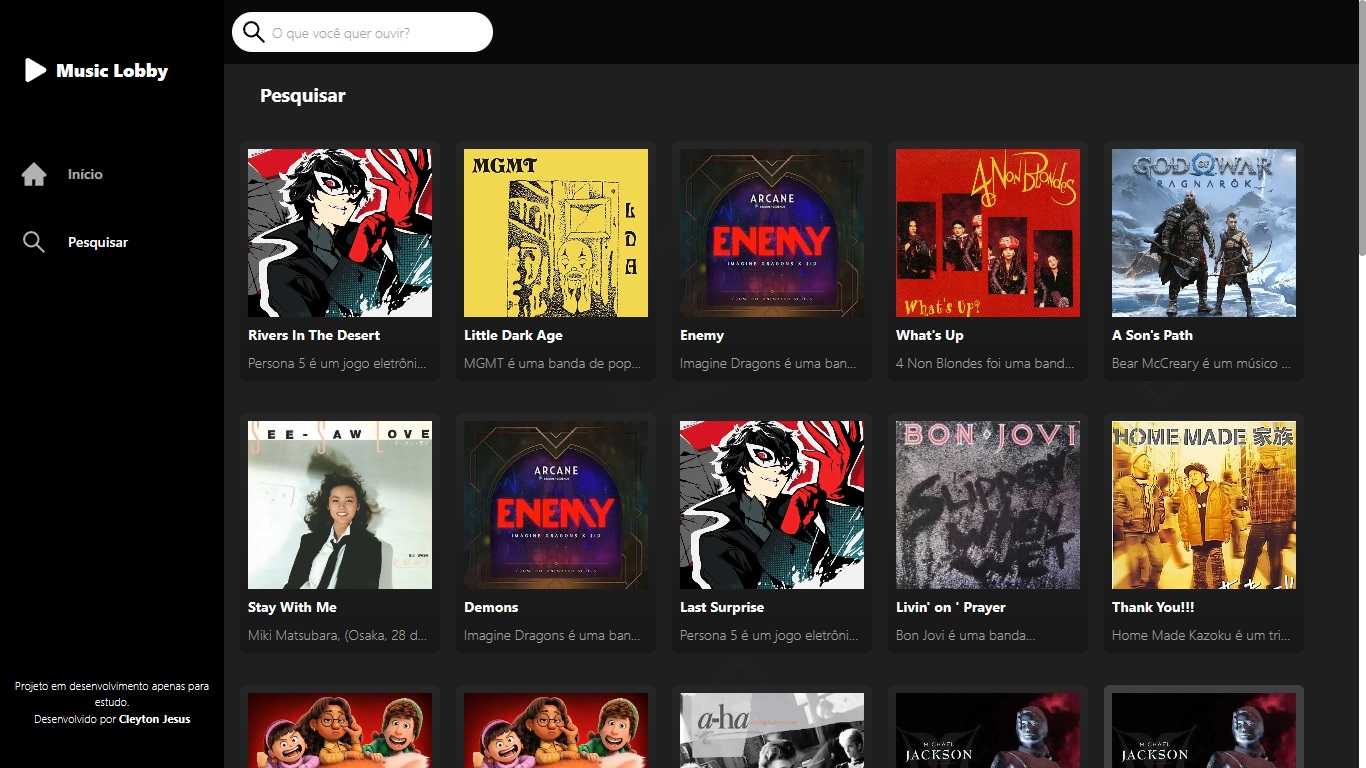 O que você quer ouvir?
Music Lobby
Pesquisar
Início
Pesquisar
MGMT
LDA
ARCANE
ENEMY
IMAGINE DRAGONS X JID
4 Non Blondes
What's Up?
GOD OF WAR
RAGNARÖK
Rivers In The Desert
Little Dark Age
Enemy
What's Up
A Son's Path
Persona 5 é um jogo eletrôni...
MGMT é uma banda de pop...
Imagine Dragons é uma ban...
4 Non Blondes foi uma band...
Bear McCreary é um músico ...
SEE-SAW LOVE
ARCANE
ENEMY
IMAGINE DRAGONS X JID
BON JOVI
SLIPPERY WHEN WET
HOME MADE 家族
Stay With Me
Demons
Last Surprise
Livin' on ' Prayer
Thank You!!!
Miki Matsubara, (Osaka, 28 d...
Imagine Dragons é uma ban...
Persona 5 é um jogo eletrôni...
Bon Jovi é uma banda...
Home Made Kazoku é um tri...
a-ha
MICHAEL
JACKSON
MICHAEL
JACKSON
Projeto em desenvolvimento apenas para
estudo.
Desenvolvido por Cleyton Jesus